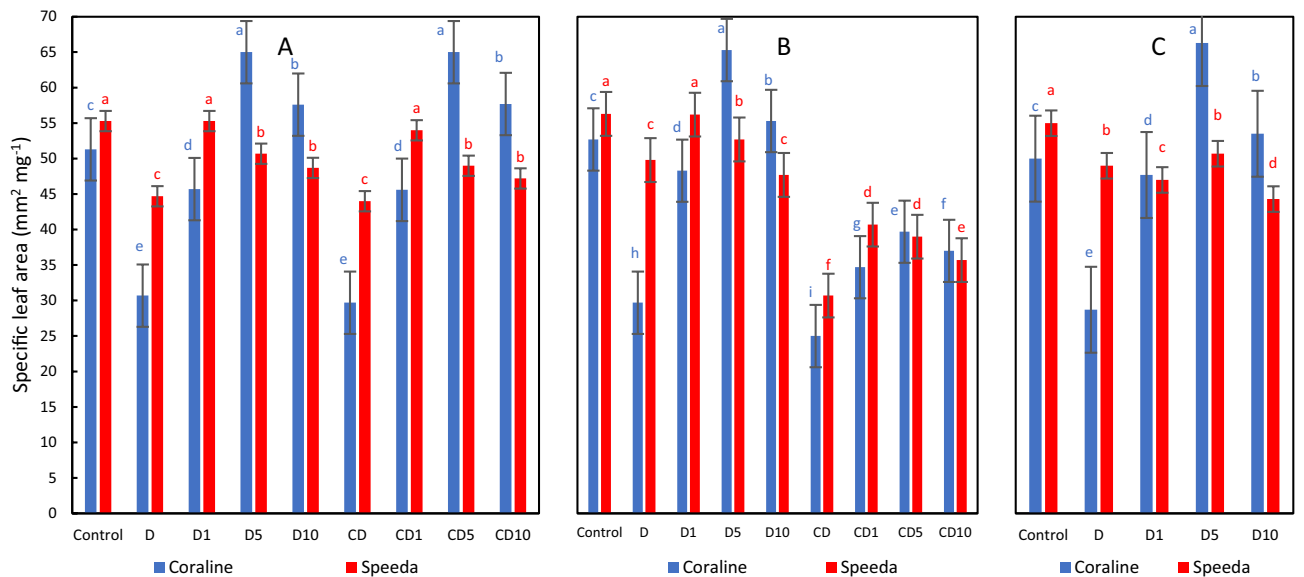 Specific leaf area (mm² mg⁻¹)
70
65
60
55
50
45
40
35
30
25
20
15
10
5
0
A
c a e c d a a b b b e c d a a b b b
Control D D1 D5 D10 CD CD1 CD5 CD10
Coraline Speeda
B
c a h c d a a b b c i f g d e d f e
Control D D1 D5 D10 CD CD1 CD5 CD10
Coraline Speeda
C
c a e b d c a c b d
Control D D1 D5 D10
Coraline Speeda